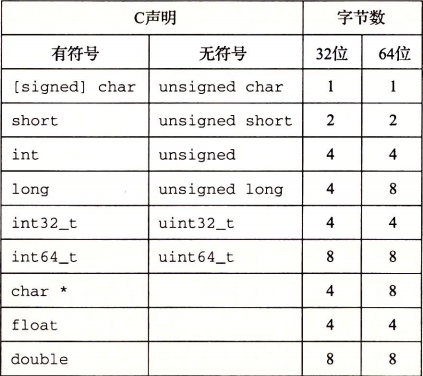 C声明 字节数
有符号 无符号 32位 64位
[signed] char unsigned char 1 1
short unsigned short 2 2
int unsigned 4 4
long unsigned long 4 8
int32_t uint32_t 4 4
int64_t uint64_t 8 8
char * 4 8
float 4 4
double 8 8